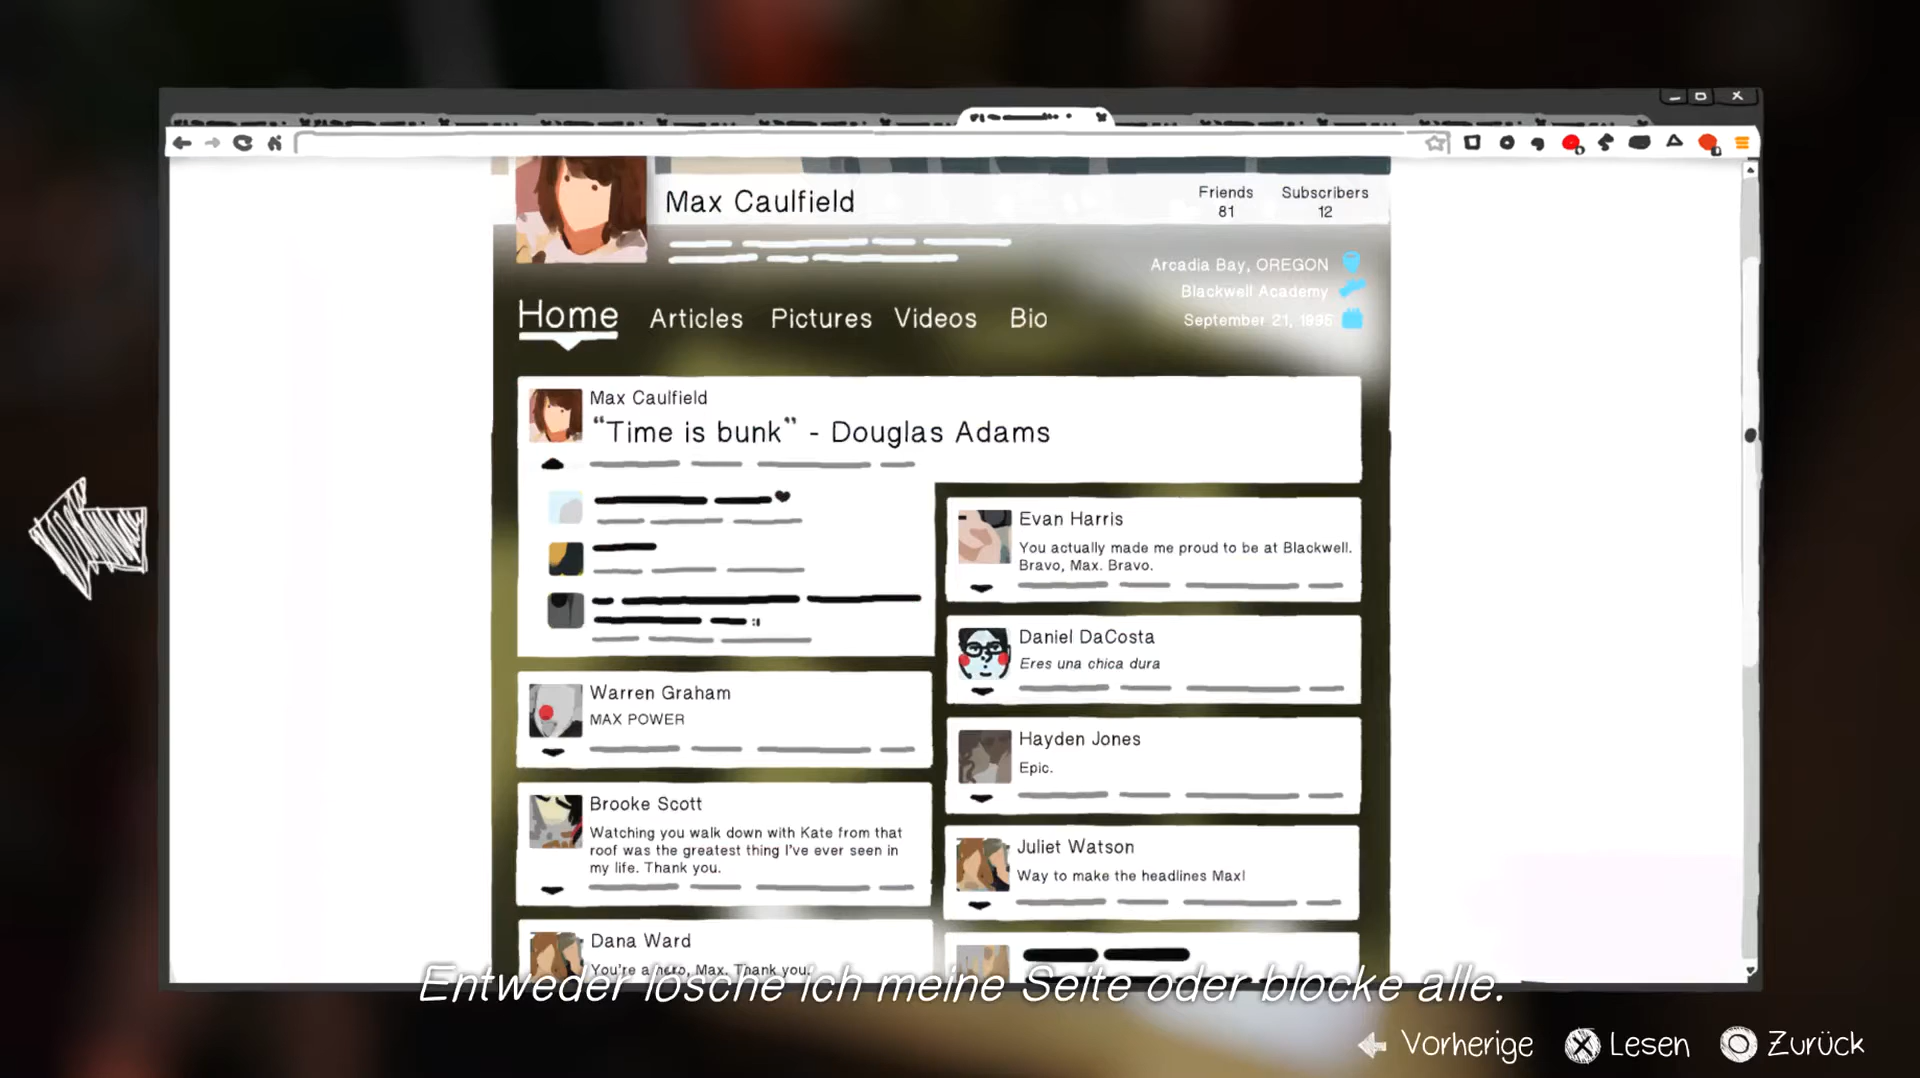 Max Caulfield
Friends
81
Subscribers
12
Arcadia Bay, OREGON
Blackwell Academy
September 21, 1995
Home
Articles
Pictures
Videos
Bio
Max Caulfield
“Time is bunk” - Douglas Adams
Warren Graham
MAX POWER
Brooke Scott
Watching you walk down with Kate from that
roof was the greatest thing I've ever seen in
my life. Thank you.
Dana Ward
You're a hero, Max. Thank you.
Evan Harris
You actually made me proud to be at Blackwell.
Bravo, Max. Bravo.
Daniel DaCosta
Eres una chica dura
Hayden Jones
Epic.
Juliet Watson
Way to make the headlines Max!
Entweder lösche ich meine Seite oder blocke alle.
Vorherige
Lesen
Zurück